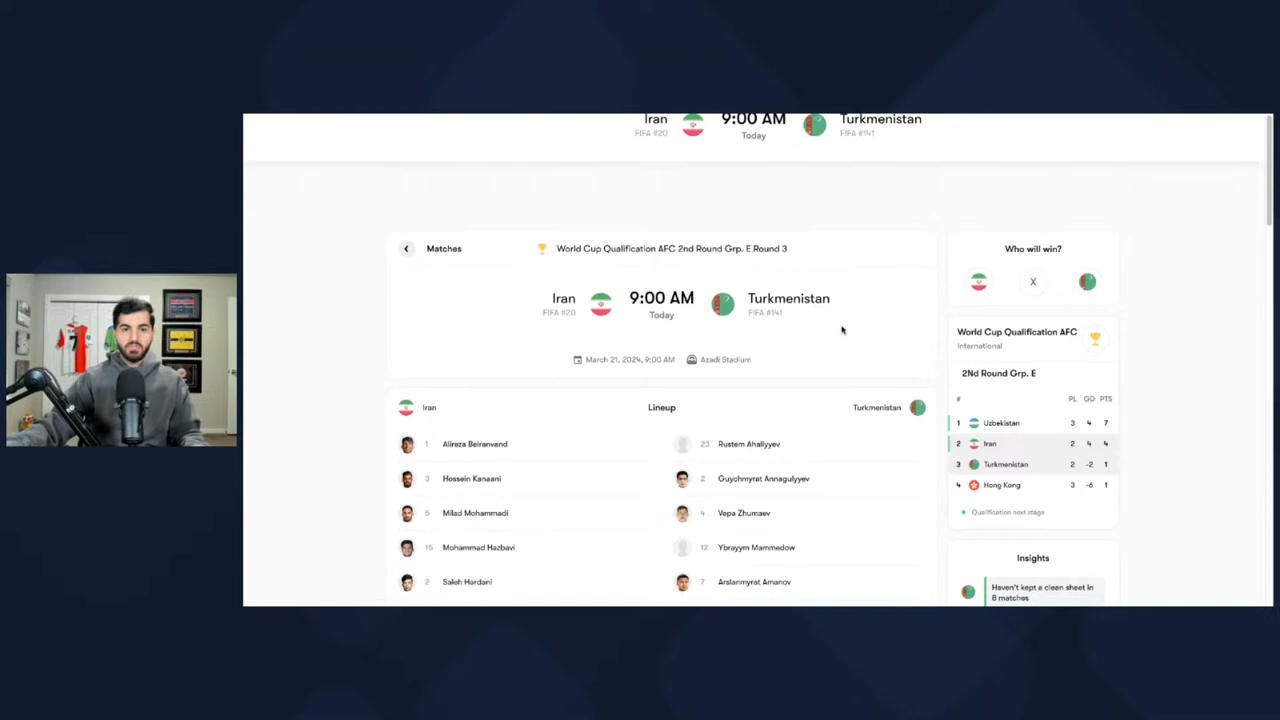 Iran
FIFA #20
9:00 AM
Today
Turkmenistan
FIFA #141
Matches
World Cup Qualification AFC 2nd Round Grp. E Round 3
Iran
FIFA #20
9:00 AM
Today
Turkmenistan
FIFA #141
March 21, 2024, 9:00 AM
Azadi Stadium
Iran
Lineup
Turkmenistan
1 Alireza Beiranvand
23 Rustem Ahallyyev
3 Hossein Kanaani
2 Guychmyrat Annagulyyev
5 Milad Mohammadi
4 Vepa Zhumaev
15 Mohammad Hazbavi
12 Ybrayym Mammedow
2 Saleh Hardani
7 Arslanmyrat Amanov
Who will win?
X
World Cup Qualification AFC
International
2Nd Round Grp. E
# PL GD PTS
1 Uzbekistan 3 4 7
2 Iran 2 4 4
3 Turkmenistan 2 -2 1
4 Hong Kong 3 -6 1
Qualification next stage
Insights
Haven't kept a clean sheet in
8 matches